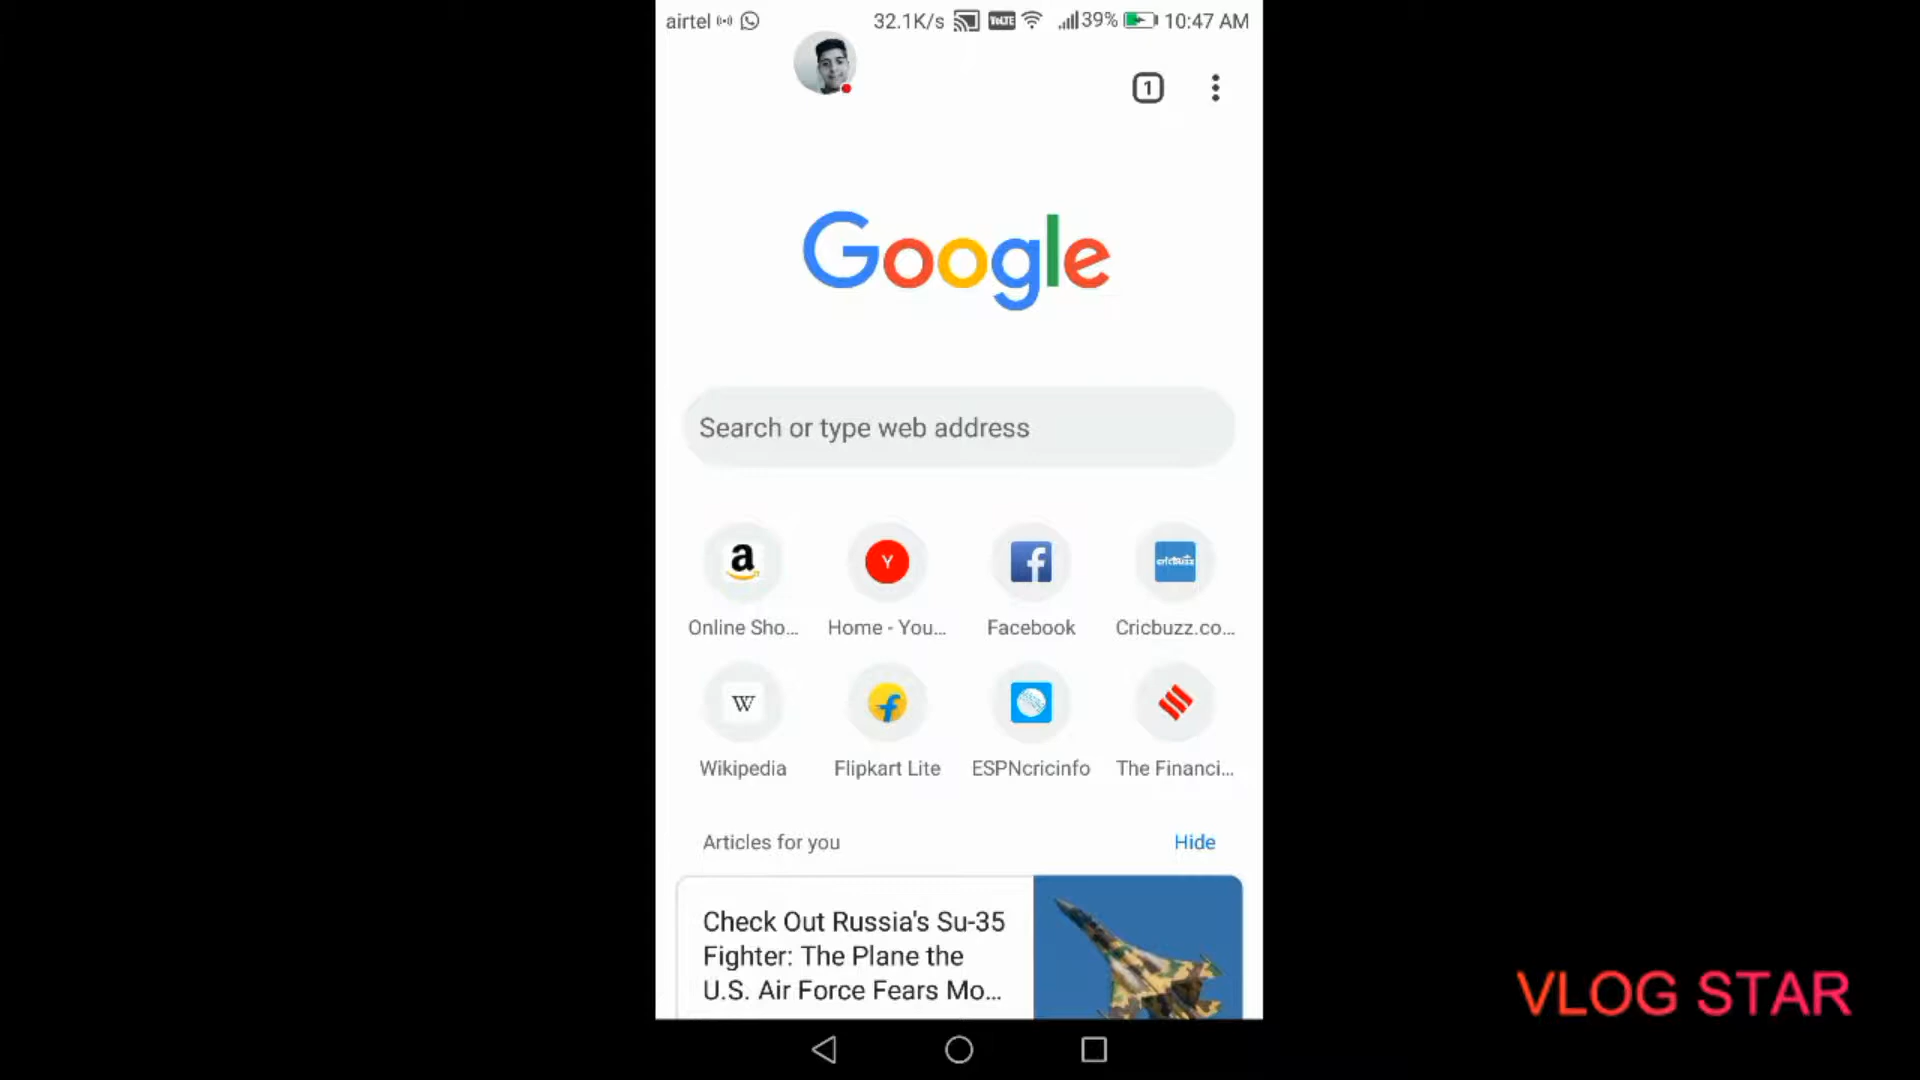 airtel
32.1K/s VoLTE 39% 10:47 AM
1
Google
Search or type web address
a Y f cricbuzz
Online Sho... Home - You... Facebook Cricbuzz.co...
W f
Wikipedia Flipkart Lite ESPNcricinfo The Financi...
Articles for you Hide
Check Out Russia's Su-35
Fighter: The Plane the
U.S. Air Force Fears Mo...
VLOG STAR